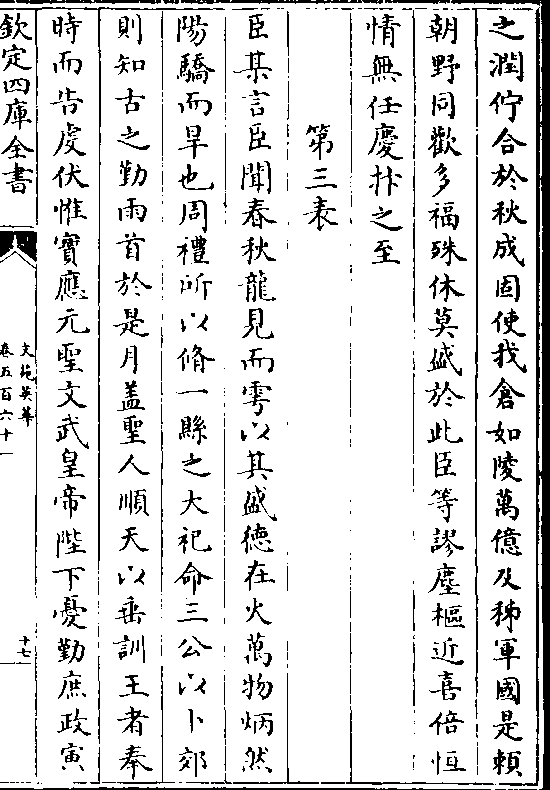 之潤佇合於秋成固使我倉如陵萬億及秭軍國是賴
朝野同歡多福殊休莫盛於此臣等謬塵樞近喜倍恒
情無任慶抃之至
第三表
臣某言臣聞春秋龍見而雩以其盛德在火萬物炳然
陽驕而旱也周禮所以脩一縣之大祀命三公以卜郊
則知古之勤雨首於是月蓋聖人順天以垂訓王者奉
時而告虔伏惟寳應元聖文武皇帝陛下憂勤庶政寅
欽定四庫全書
文苑英華
卷五百六十一
十七